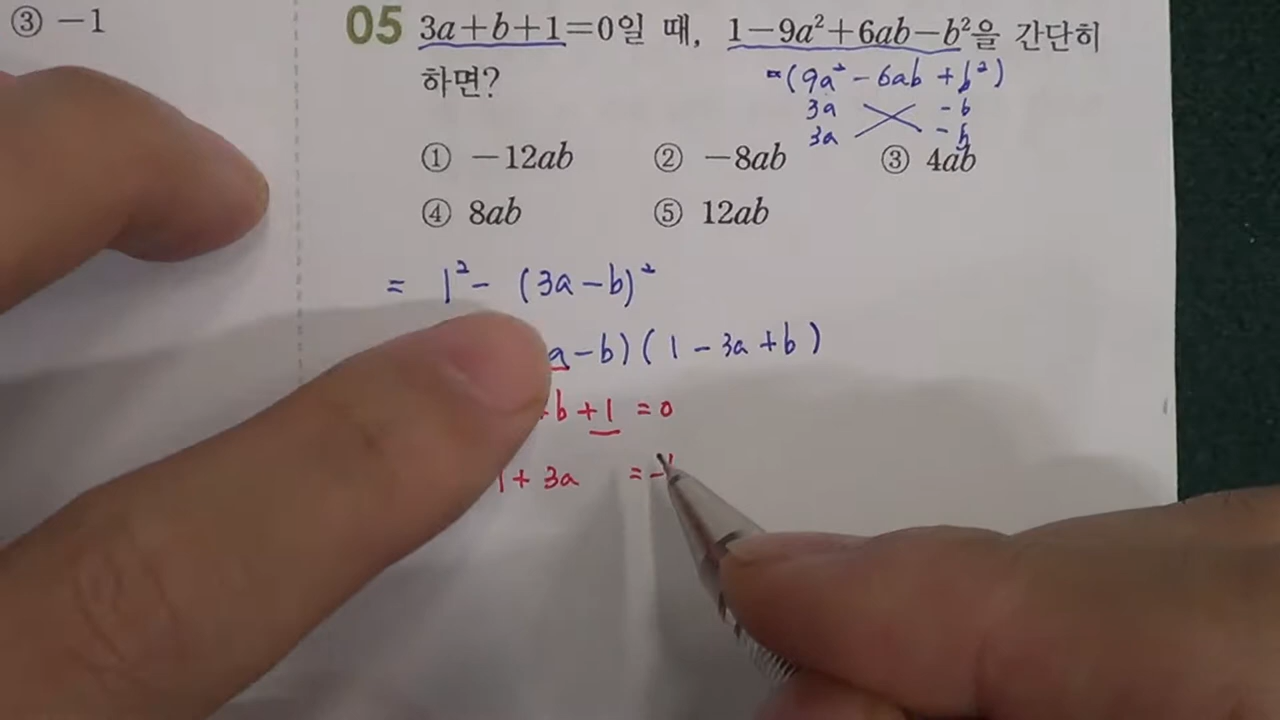 ③ −1
05 3a+b+1=0일 때, 1−9a²+6ab−b²을 간단히
하면?
-(9a² - 6ab + b²)
3a - b
3a - b
① −12ab ② −8ab ③ 4ab
④ 8ab ⑤ 12ab
= 1² - (3a - b)²
a - b) (1 - 3a + b)
b + 1 = 0
1 + 3a = -